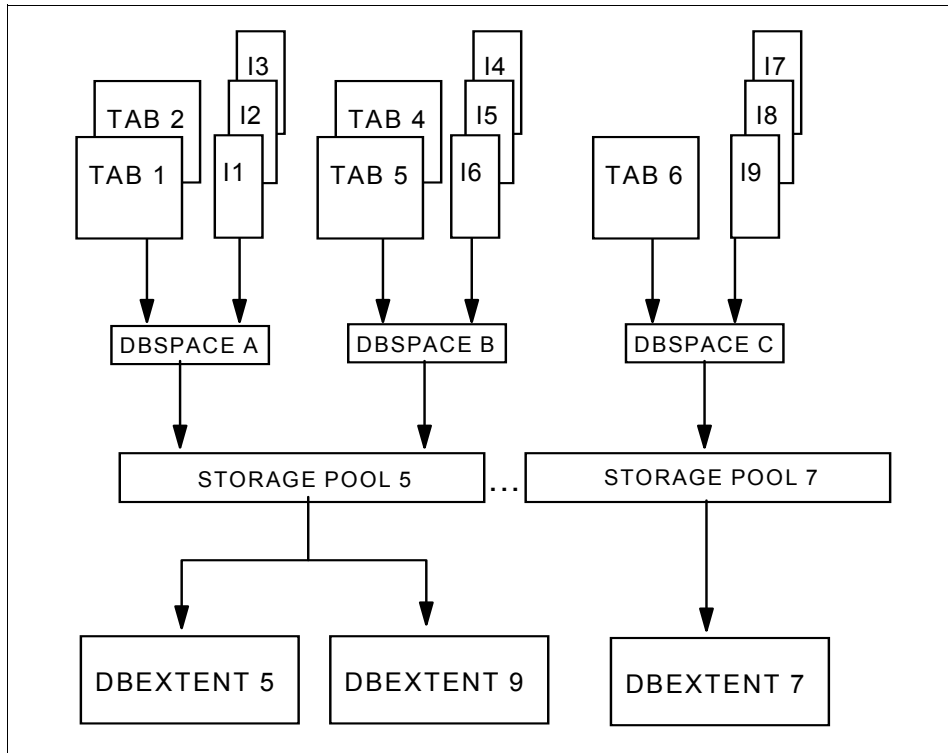 I3 I4 I7
I2 I5 I8
TAB 2 TAB 4
I1 I6 I9
TAB 1 TAB 5 TAB 6
DBSPACE A DBSPACE B DBSPACE C
STORAGE POOL 5 ... STORAGE POOL 7
DBEXTENT 5 DBEXTENT 9 DBEXTENT 7